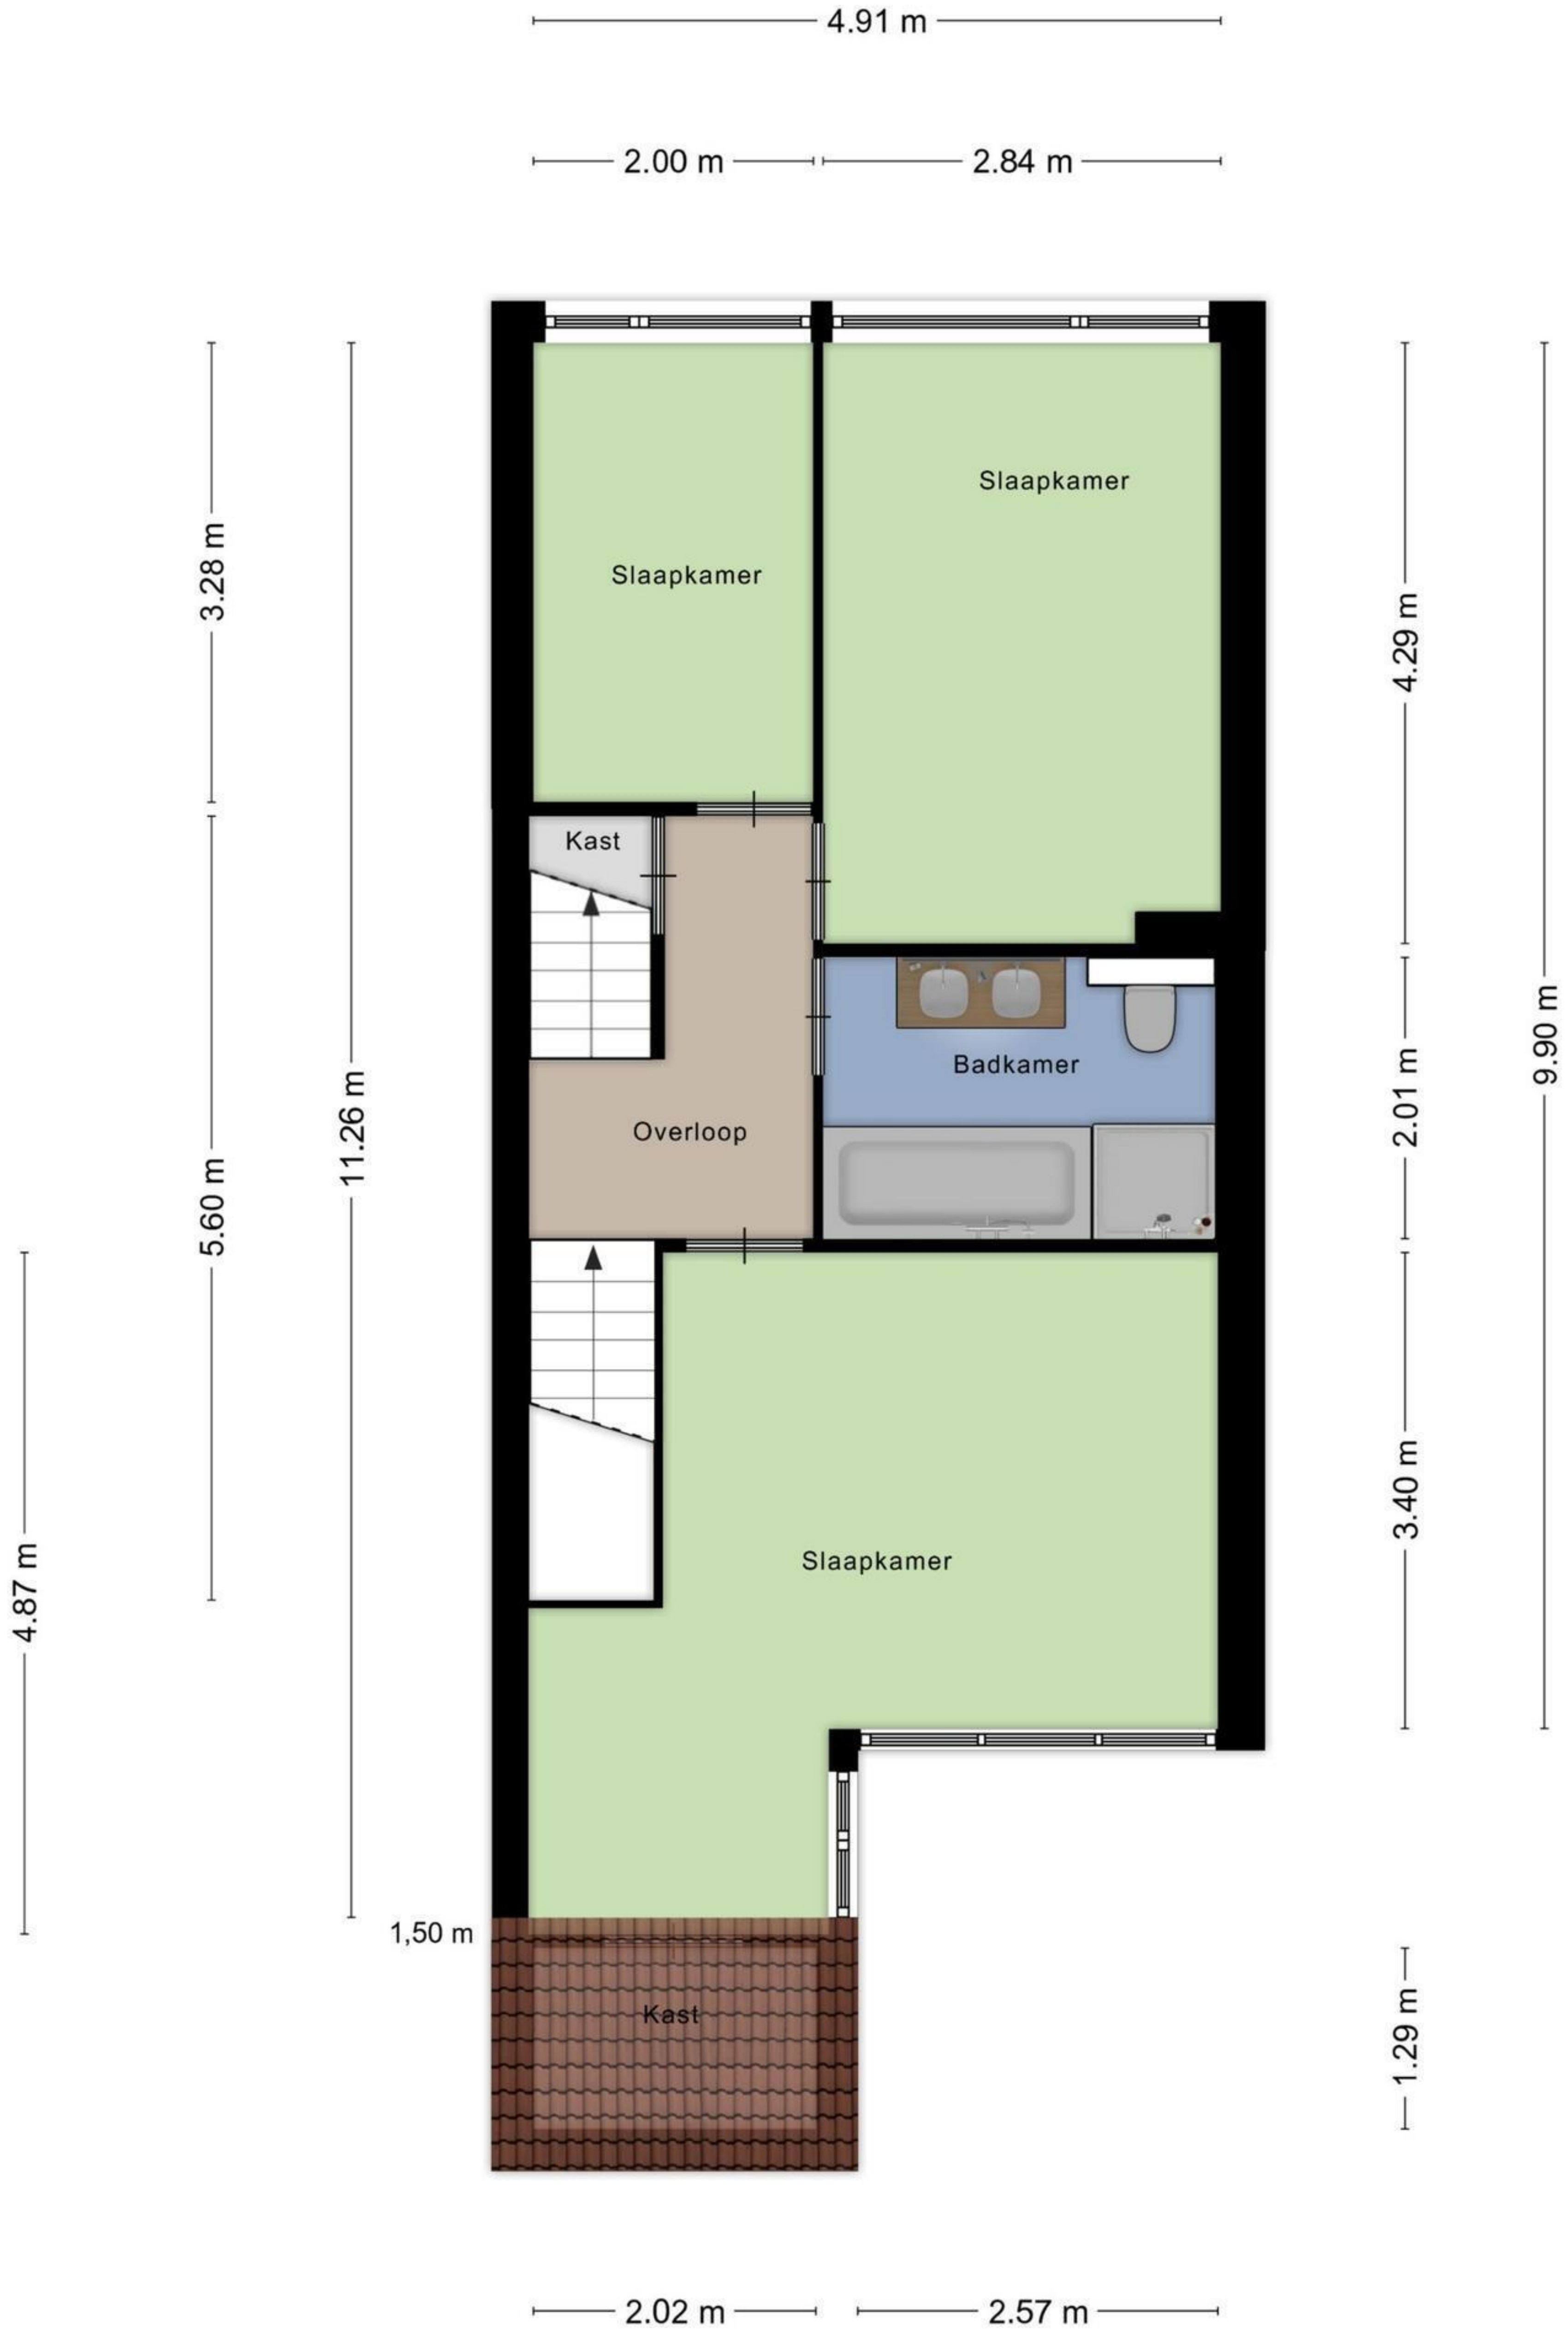 4.91 m
2.00 m
2.84 m
Slaapkamer
3.28 m
Slaapkamer
4.29 m
Kast
9.90 m
Badkamer
2.01 m
11.26 m
Overloop
5.60 m
3.40 m
Slaapkamer
4.87 m
1,50 m
Kast
1.29 m
2.02 m
2.57 m